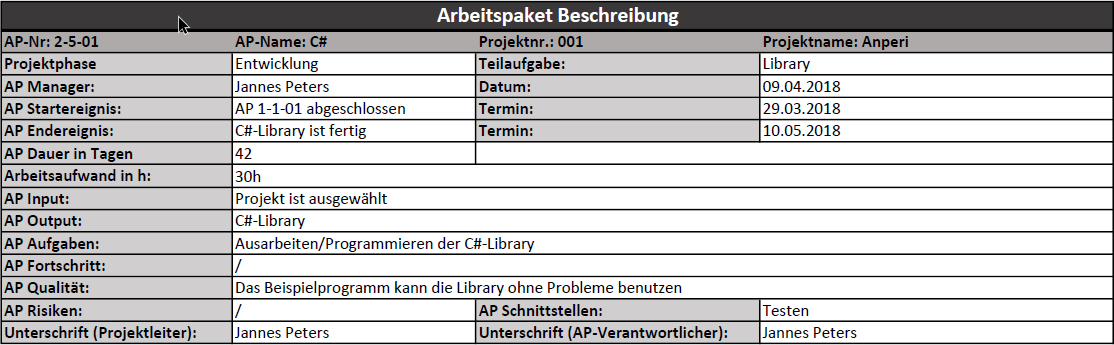 Arbeitspaket Beschreibung
AP-Nr: 2-5-01 AP-Name: C# Projektnr.: 001 Projektname: Anperi
Projektphase Entwicklung Teilaufgabe: Library
AP Manager: Jannes Peters Datum: 09.04.2018
AP Startereignis: AP 1-1-01 abgeschlossen Termin: 29.03.2018
AP Endereignis: C#-Library ist fertig Termin: 10.05.2018
AP Dauer in Tagen 42
Arbeitsaufwand in h: 30h
AP Input: Projekt ist ausgewählt
AP Output: C#-Library
AP Aufgaben: Ausarbeiten/Programmieren der C#-Library
AP Fortschritt: /
AP Qualität: Das Beispielprogramm kann die Library ohne Probleme benutzen
AP Risiken: / AP Schnittstellen: Testen
Unterschrift (Projektleiter): Jannes Peters Unterschrift (AP-Verantwortlicher): Jannes Peters